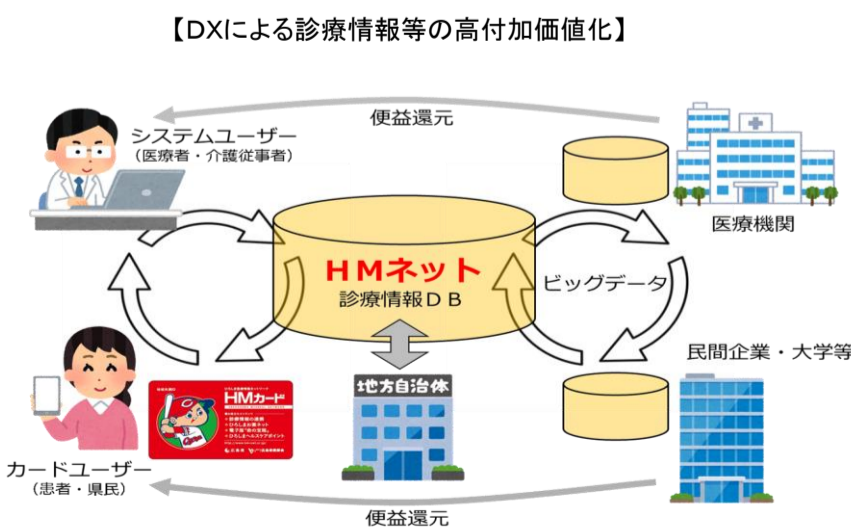 【DXによる診療情報等の高付加価値化】
便益還元
システムユーザー
（医療者・介護従事者）
医療機関
HMネット
診療情報DB
ビッグデータ
民間企業・大学等
地方自治体
HMカード
カードユーザー
（患者・県民）
便益還元